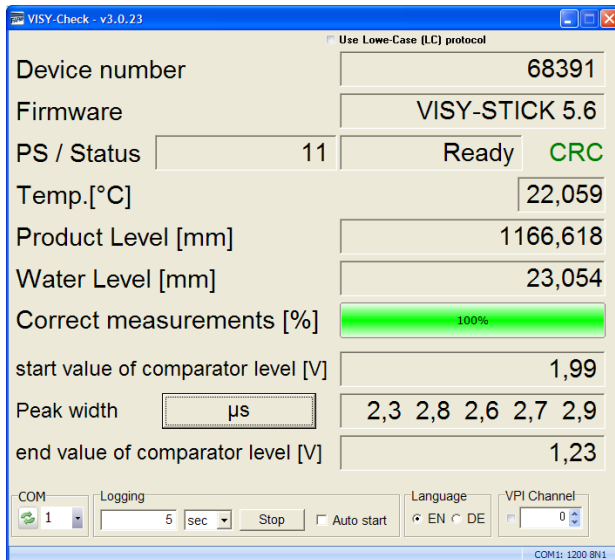 VISY-Check - v3.0.23
Use Lowe-Case (LC) protocol
Device number 68391
Firmware VISY-STICK 5.6
PS / Status 11 Ready CRC
Temp.[°C] 22,059
Product Level [mm] 1166,618
Water Level [mm] 23,054
Correct measurements [%] 100%
start value of comparator level [V] 1,99
Peak width µs 2,3 2,8 2,6 2,7 2,9
end value of comparator level [V] 1,23
COM Logging Language VPI Channel
1 5 sec Stop Auto start EN DE 0
COM1: 1200 8N1